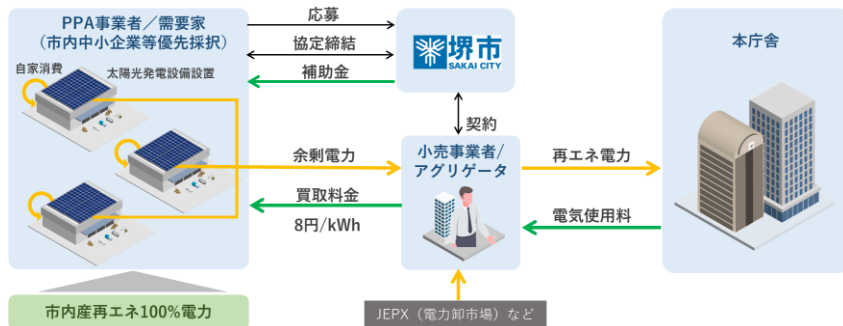 PPA事業者／需要家
（市内中小企業等優先採択）
自家消費
太陽光発電設備設置
応募
協定締結
補助金
堺市
SAKAI CITY
契約
本庁舎
余剰電力
買取料金
8円/kWh
小売事業者/
アグリゲータ
再エネ電力
電気使用料
市内産再エネ100%電力
JEPX（電力卸市場）など